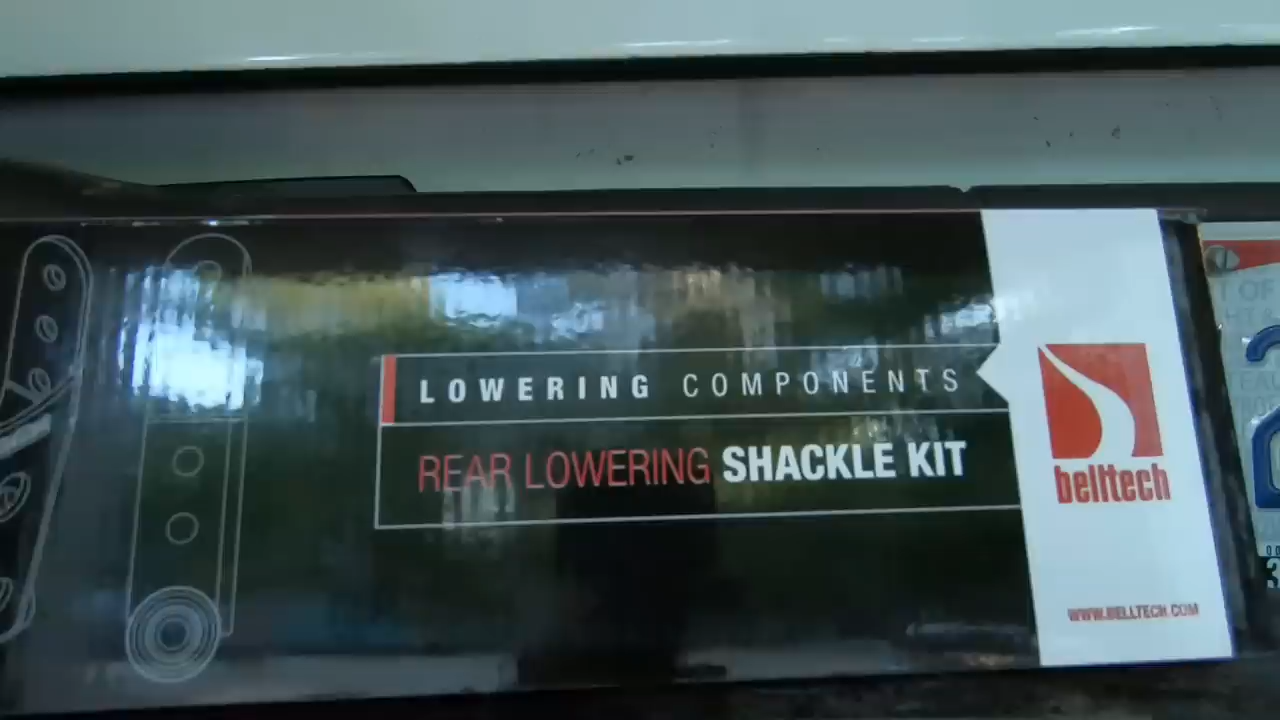 LOWERING COMPONENTS
REAR LOWERING SHACKLE KIT
belltech
WWW.BELLTECH.COM